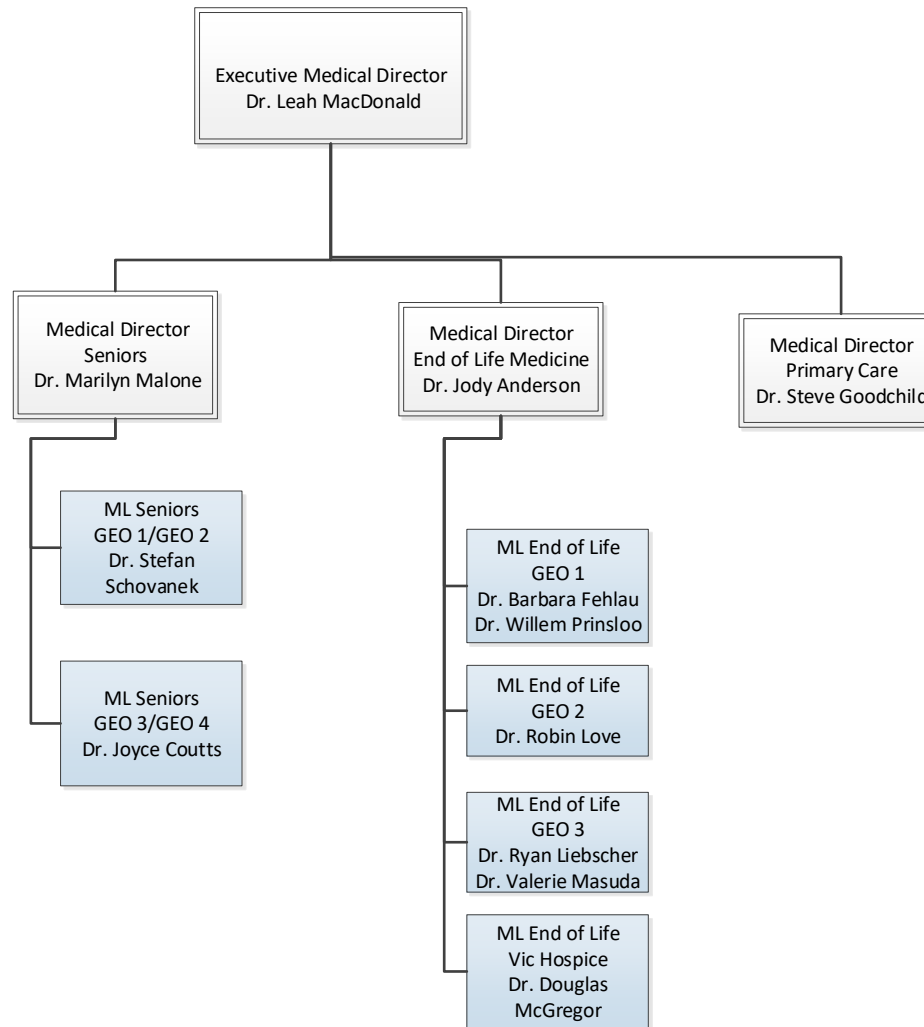 Executive Medical Director
Dr. Leah MacDonald
Medical Director
Seniors
Dr. Marilyn Malone
Medical Director
End of Life Medicine
Dr. Jody Anderson
Medical Director
Primary Care
Dr. Steve Goodchild
ML Seniors
GEO 1/GEO 2
Dr. Stefan
Schovanek
ML Seniors
GEO 3/GEO 4
Dr. Joyce Coutts
ML End of Life
GEO 1
Dr. Barbara Fehlau
Dr. Willem Prinsloo
ML End of Life
GEO 2
Dr. Robin Love
ML End of Life
GEO 3
Dr. Ryan Liebscher
Dr. Valerie Masuda
ML End of Life
Vic Hospice
Dr. Douglas
McGregor